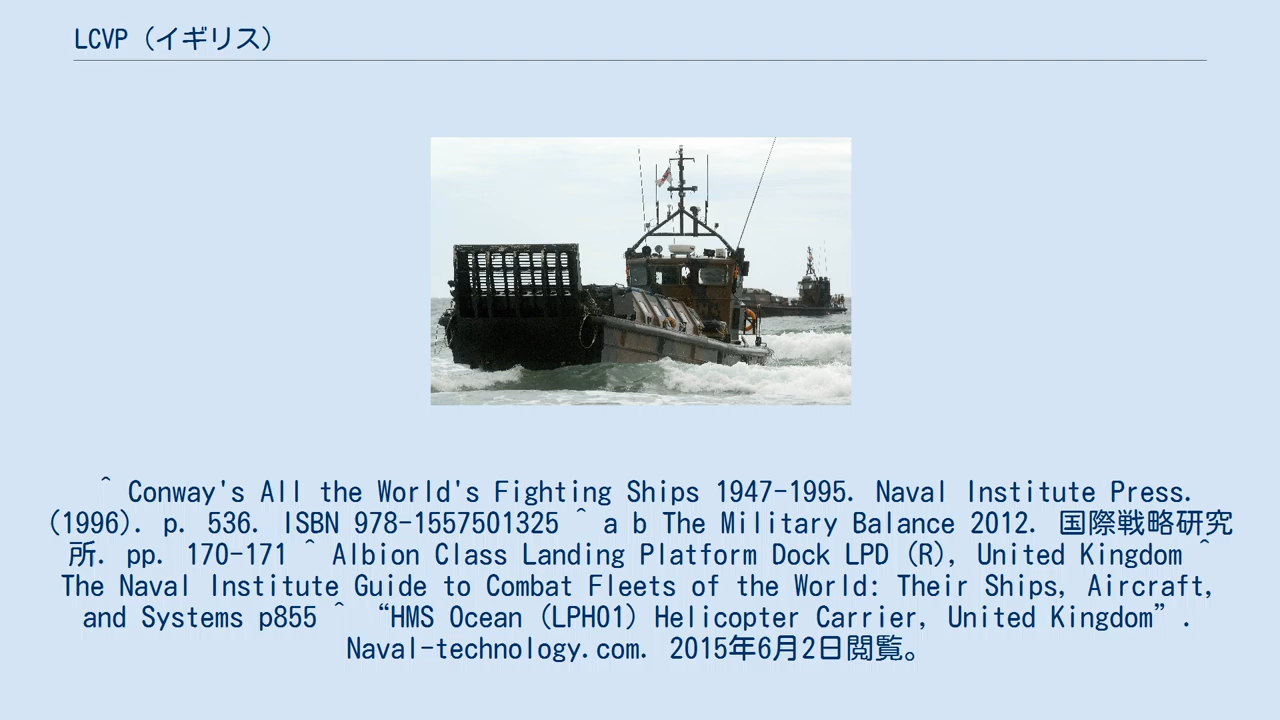 LCVP（イギリス）
^ Conway's All the World's Fighting Ships 1947-1995. Naval Institute Press.
(1996). p. 536. ISBN 978-1557501325 ^ a b The Military Balance 2012. 国際戦略研究
所. pp. 170-171 ^ Albion Class Landing Platform Dock LPD (R), United Kingdom ^
The Naval Institute Guide to Combat Fleets of the World: Their Ships, Aircraft,
and Systems p855 ^ “HMS Ocean (LPH01) Helicopter Carrier, United Kingdom”.
Naval-technology.com. 2015年6月2日閲覧。